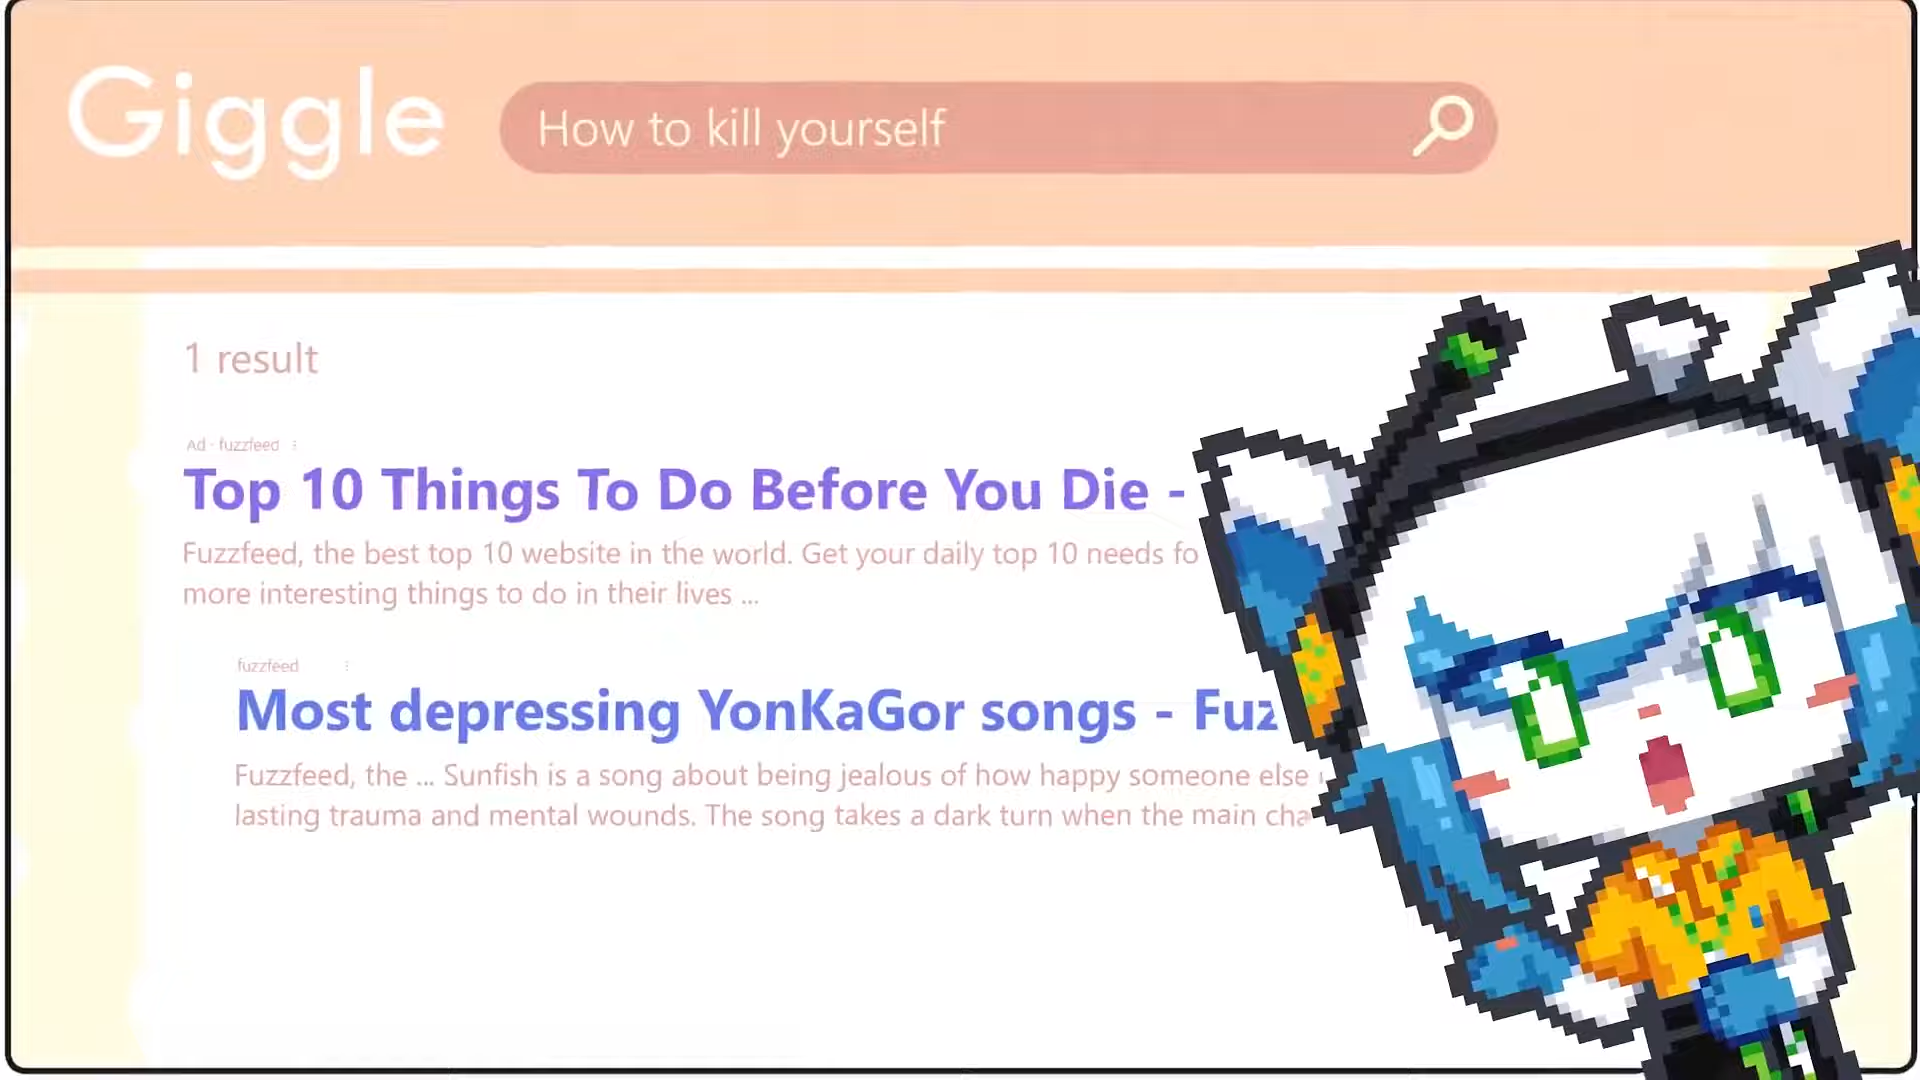 Giggle
How to kill yourself
1 result
Ad · fuzzfeed
Top 10 Things To Do Before You Die -
Fuzzfeed, the best top 10 website in the world. Get your daily top 10 needs fo
more interesting things to do in their lives ...
fuzzfeed
Most depressing YonKaGor songs - Fuz
Fuzzfeed, the ... Sunfish is a song about being jealous of how happy someone else
lasting trauma and mental wounds. The song takes a dark turn when the main cha